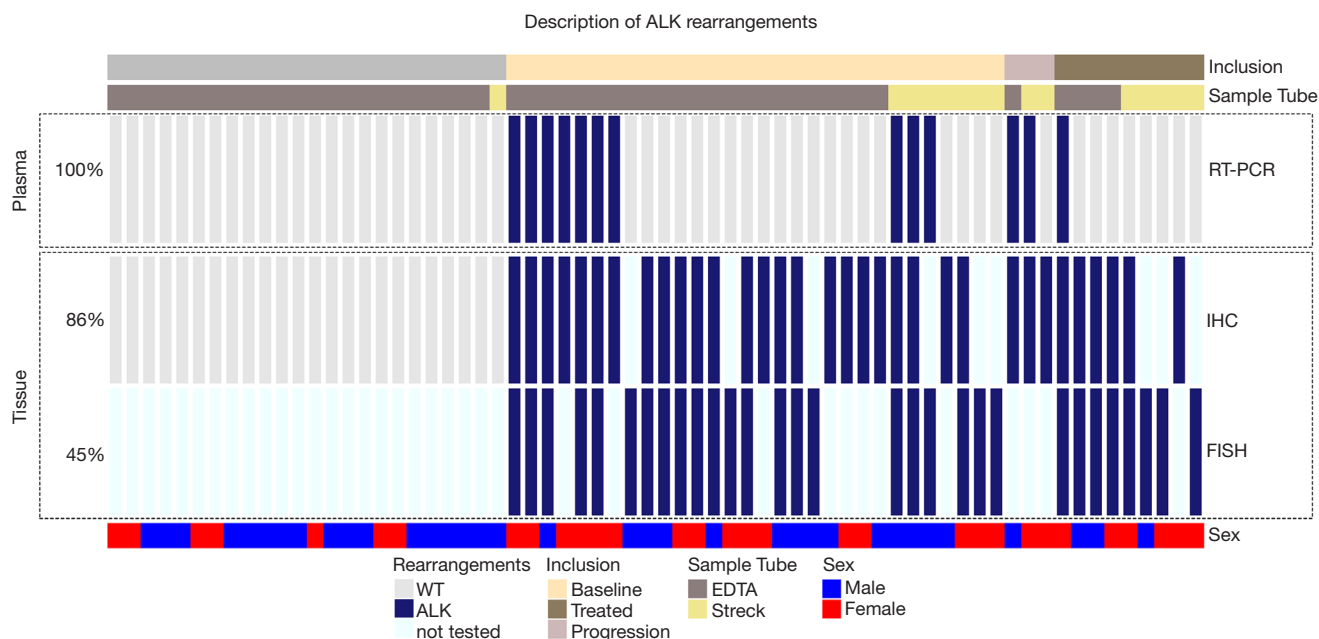 Description of ALK rearrangements
Inclusion
Sample Tube
Plasma
100%
RT-PCR
Tissue
86%
IHC
45%
FISH
Sex
Rearrangements Inclusion Sample Tube Sex
WT Baseline EDTA Male
ALK Treated Streck Female
not tested Progression